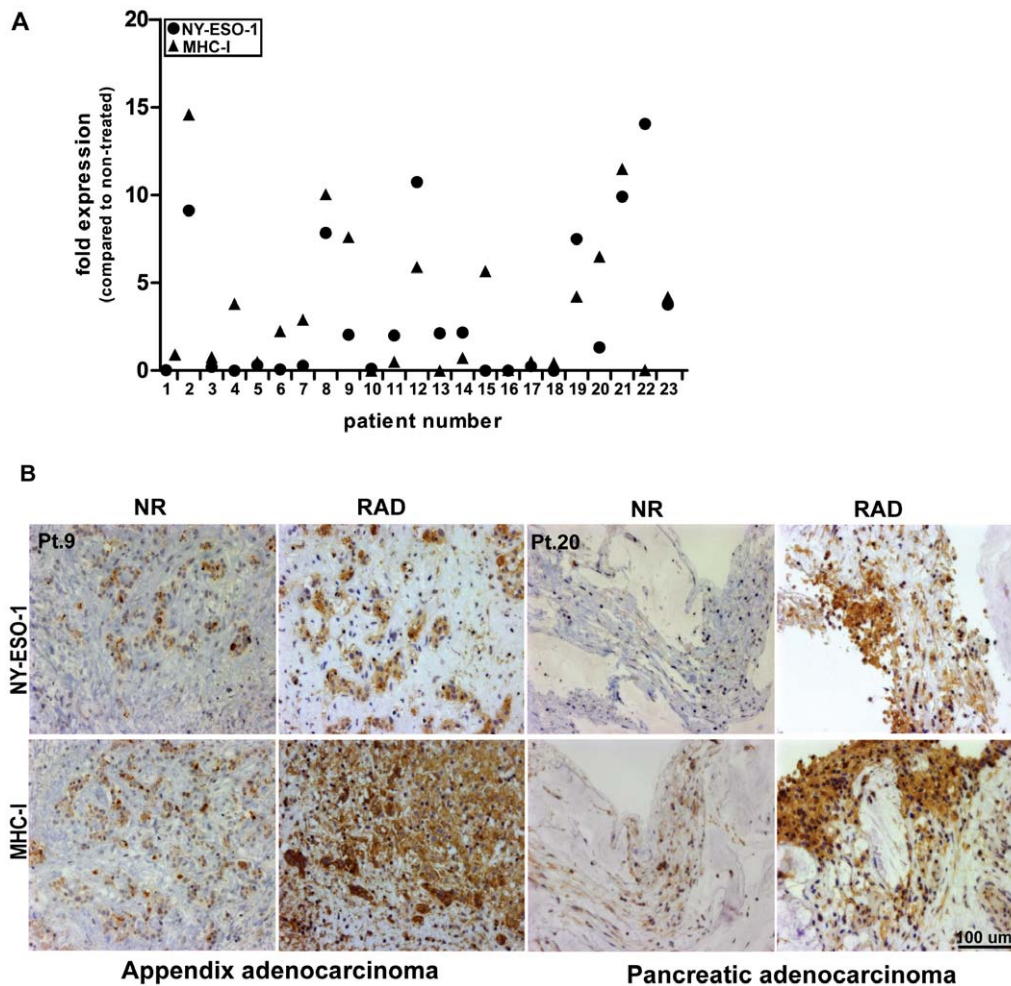 A
20
NY-ESO-1
MHC-I
15
10
5
0
fold expression
(compared to non-treated)
1 2 3 4 5 6 7 8 9 10 11 12 13 14 15 16 17 18 19 20 21 22 23
patient number
B
NR RAD NR RAD
Pt.9 Pt.20
NY-ESO-1
MHC-I
100 um
Appendix adenocarcinoma Pancreatic adenocarcinoma